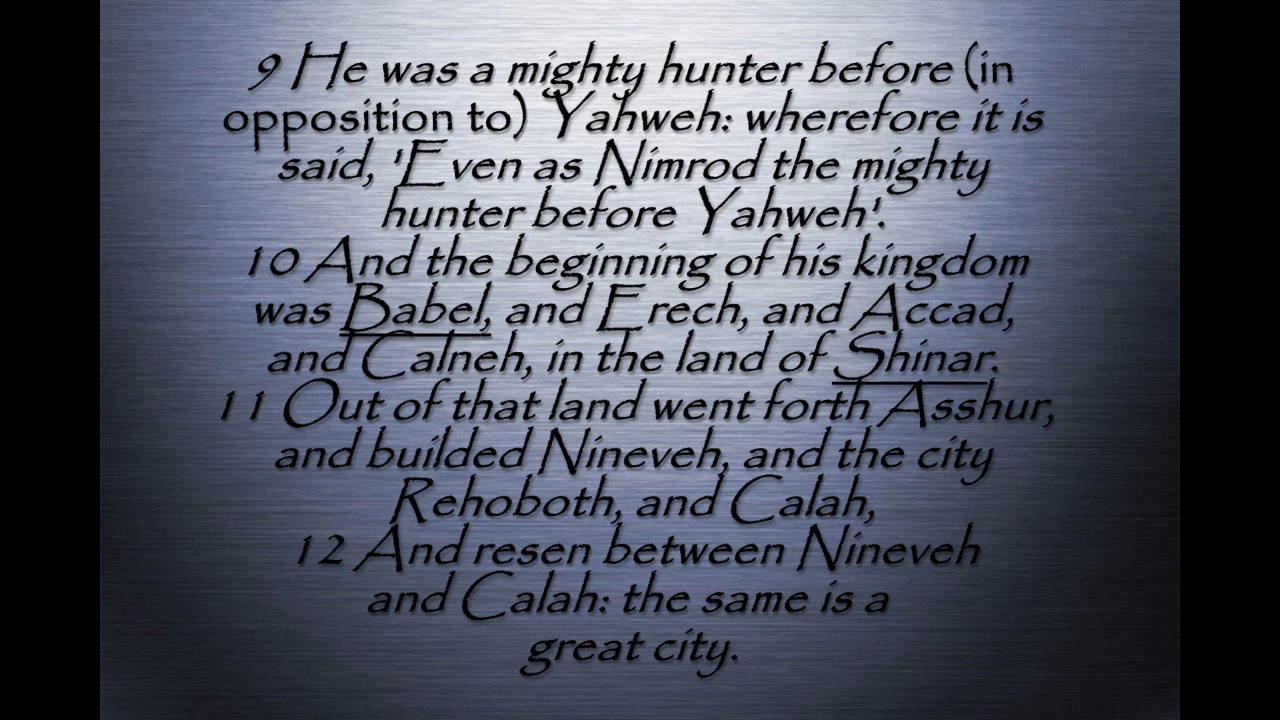 9 He was a mighty hunter before (in
opposition to) Yahweh: wherefore it is
said, 'Even as Nimrod the mighty
hunter before Yahweh'.
10 And the beginning of his kingdom
was Babel, and Erech, and Accad,
and Calneh, in the land of Shinar.
11 Out of that land went forth Asshur,
and builded Nineveh, and the city
Rehoboth, and Calah,
12 And resen between Nineveh
and Calah: the same is a
great city.